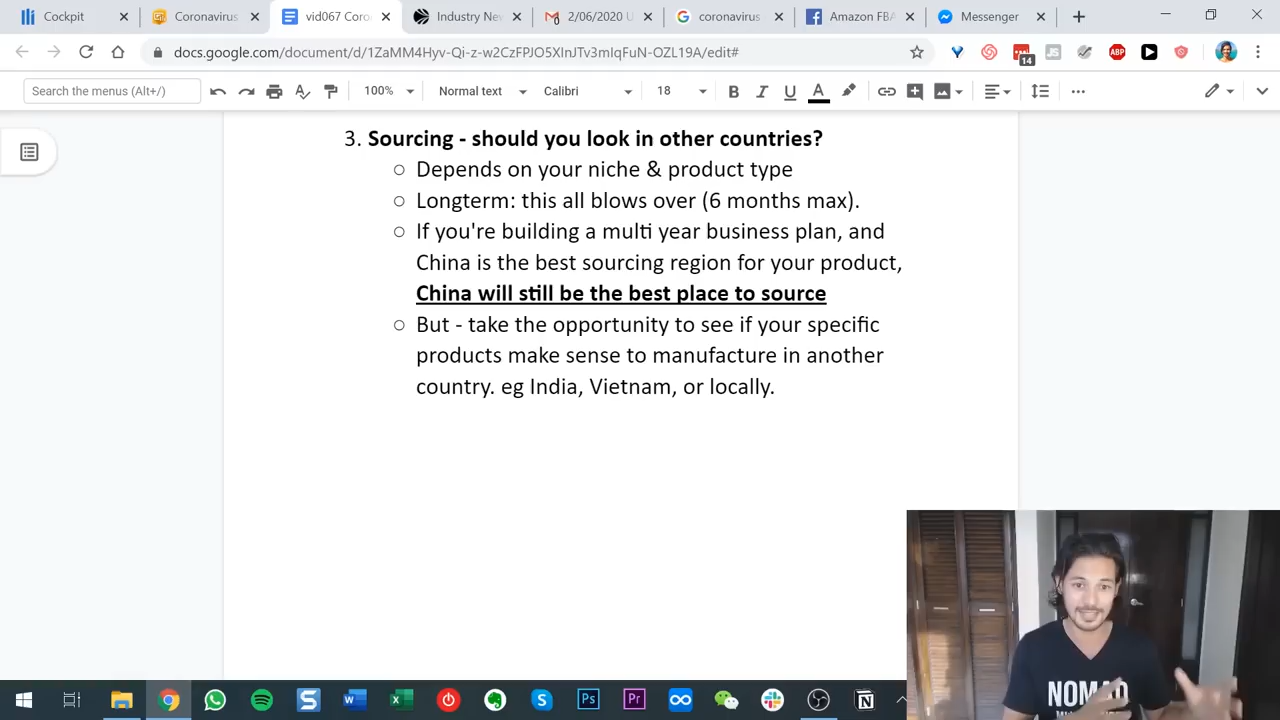 Cockpit
Coronavirus
vid067 Coro
Industry Nev
2/06/2020 U
coronavirus
Amazon FBA
Messenger
docs.google.com/document/d/1ZaMM4Hyv-Qi-z-w2CzFPJO5XInJTv3mIqFuN-OZL19A/edit#
14
JS
ABP
Search the menus (Alt+/)
100%
Normal text
Calibri
18
B I U A
3. Sourcing - should you look in other countries?
○ Depends on your niche & product type
○ Longterm: this all blows over (6 months max).
○ If you're building a multi year business plan, and
China is the best sourcing region for your product,
China will still be the best place to source
○ But - take the opportunity to see if your specific
products make sense to manufacture in another
country. eg India, Vietnam, or locally.
NOMAD